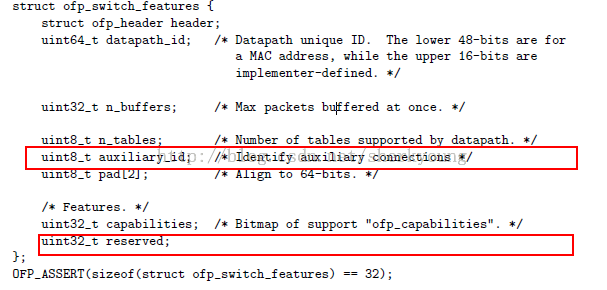 struct ofp_switch_features {
struct ofp_header header;
uint64_t datapath_id; /* Datapath unique ID. The lower 48-bits are for
a MAC address, while the upper 16-bits are
implementer-defined. */
uint32_t n_buffers; /* Max packets buffered at once. */
uint8_t n_tables; /* Number of tables supported by datapath. */
uint8_t auxiliary_id; /* Identify auxiliary connections */
uint8_t pad[2]; /* Align to 64-bits. */
/* Features. */
uint32_t capabilities; /* Bitmap of support "ofp_capabilities". */
uint32_t reserved;
};
OFP_ASSERT(sizeof(struct ofp_switch_features) == 32);